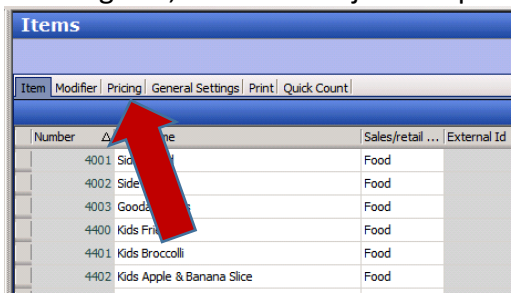 Items
Item Modifier Pricing General Settings Print Quick Count
Number Sales/retail ... External Id
4001 Food
4002 Side Food
4003 Food
4400 Kids Food
4401 Kids Broccolli Food
4402 Kids Apple & Banana Slice Food